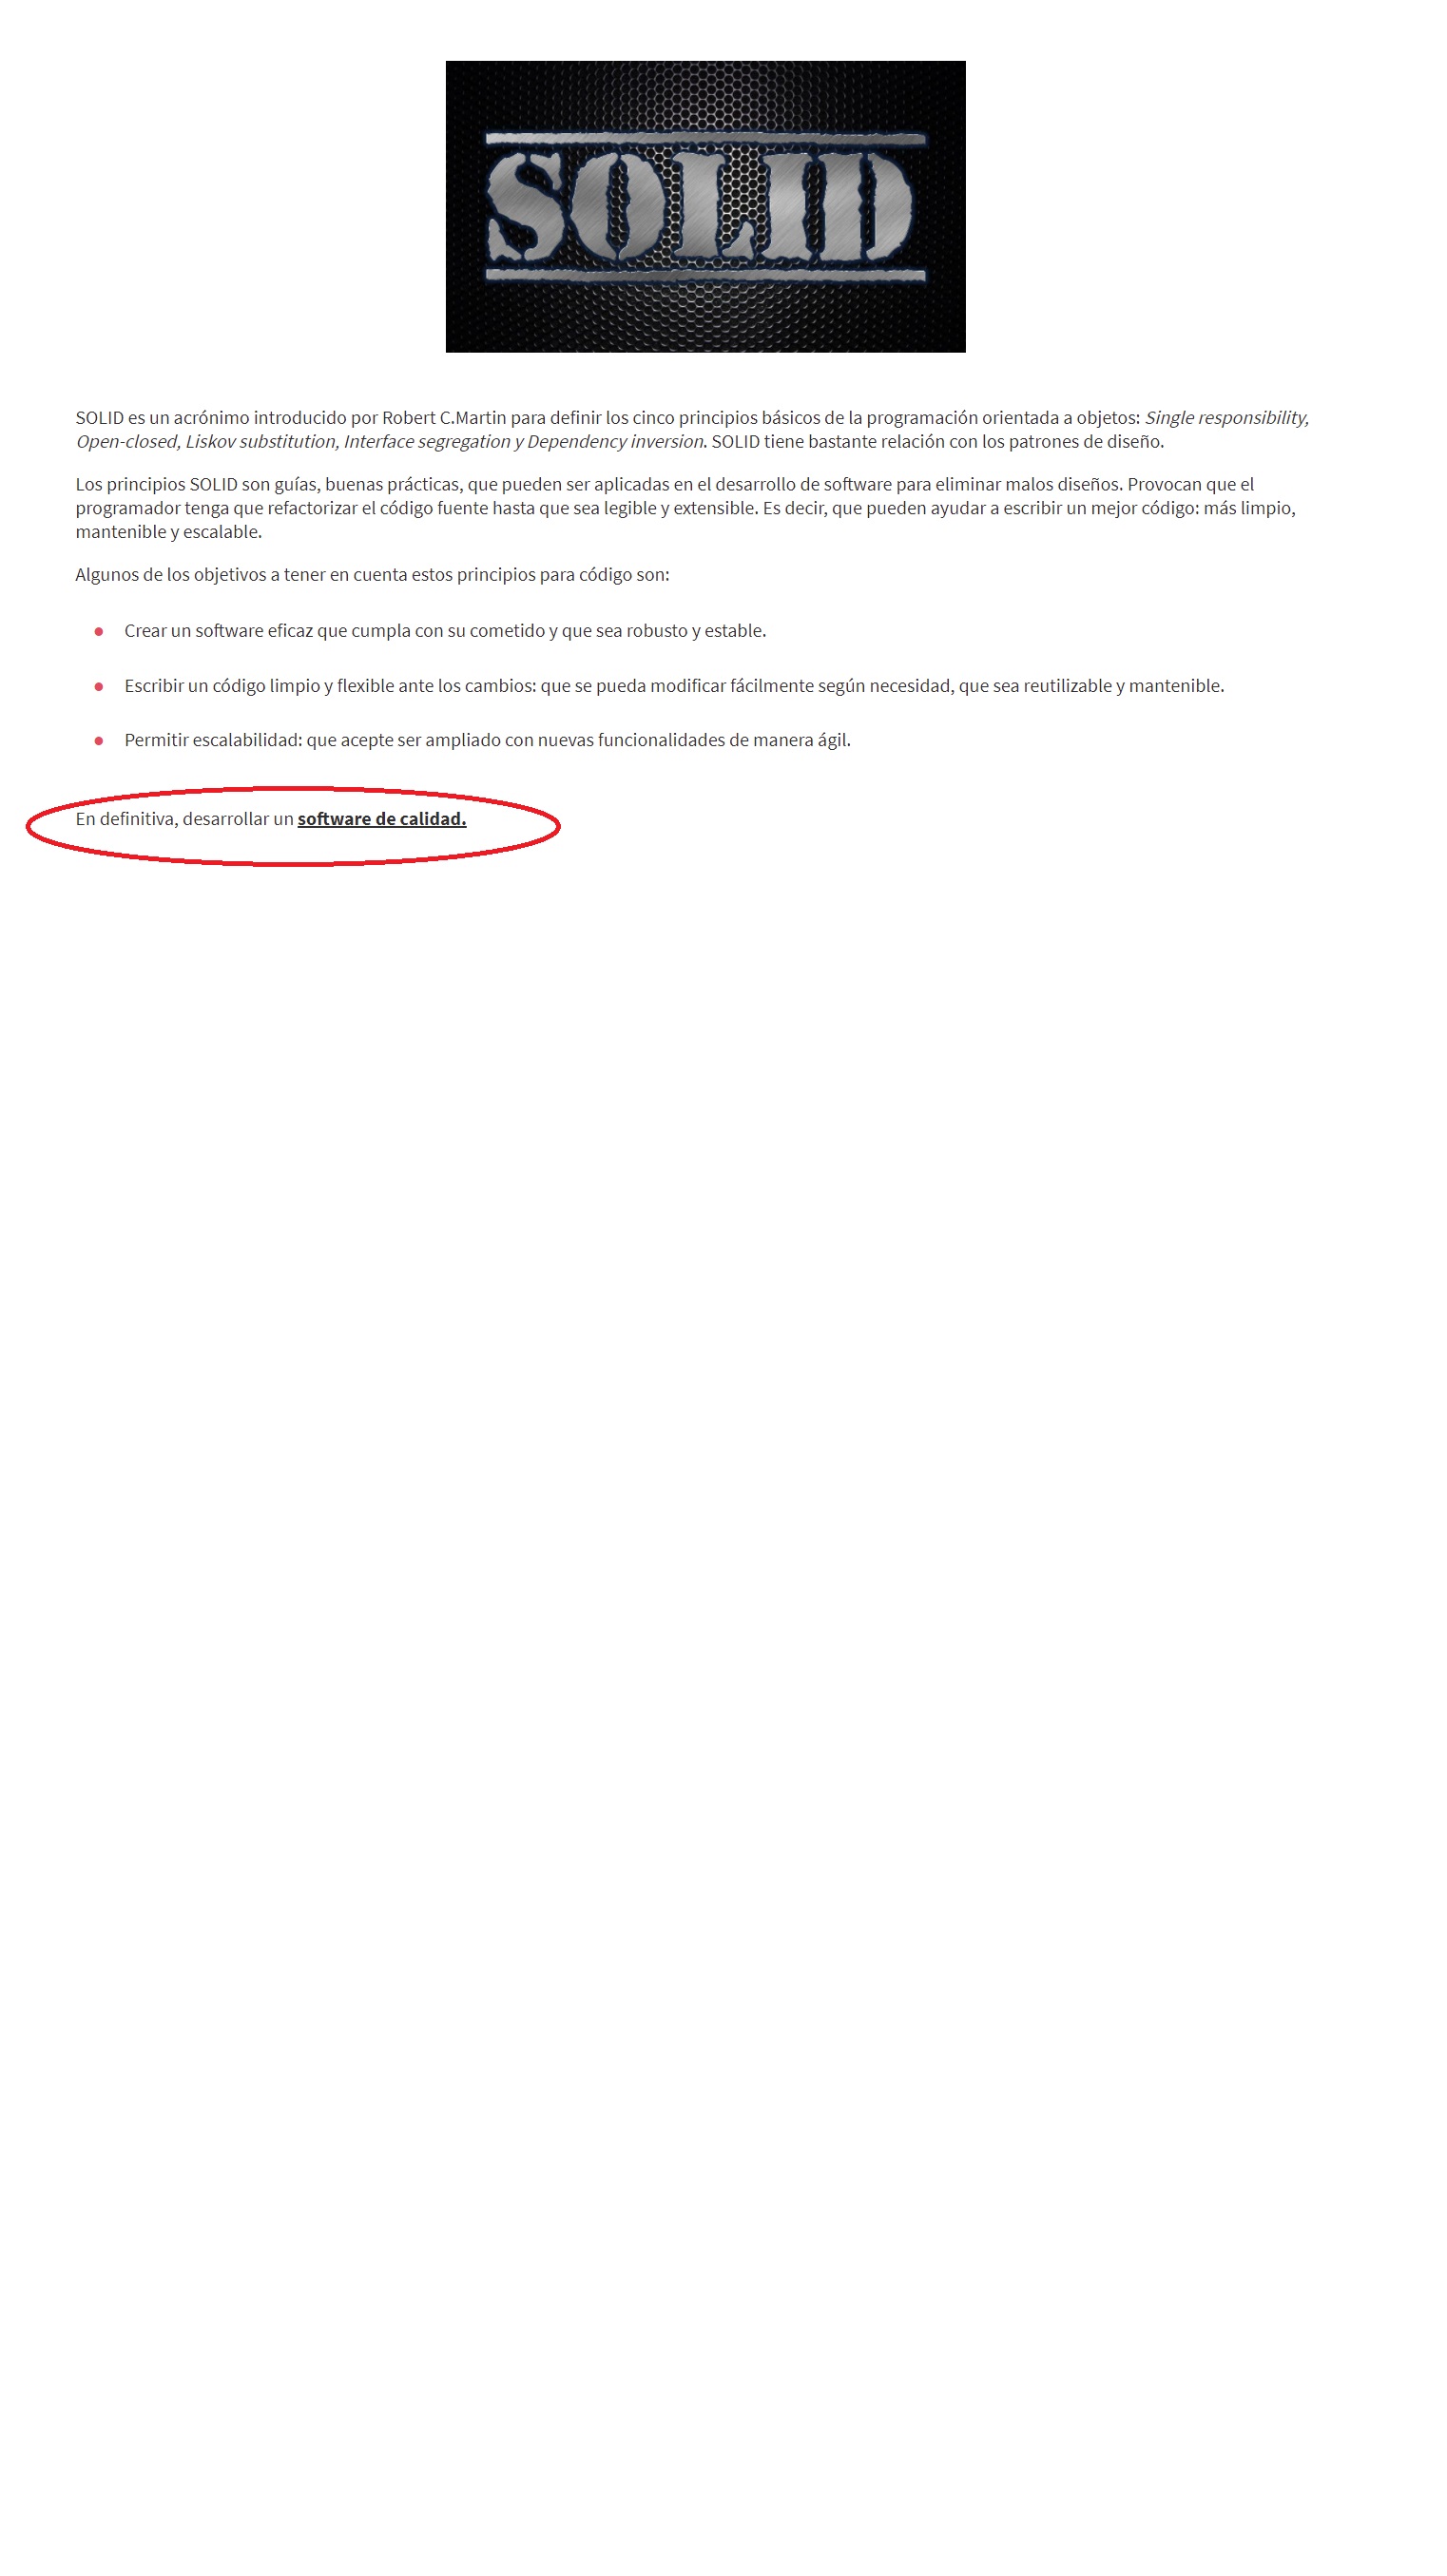 SOLID
SOLID es un acrónimo introducido por Robert C.Martin para definir los cinco principios básicos de la programación orientada a objetos: Single responsibility,
Open-closed, Liskov substitution, Interface segregation y Dependency inversion. SOLID tiene bastante relación con los patrones de diseño.
Los principios SOLID son guías, buenas prácticas, que pueden ser aplicadas en el desarrollo de software para eliminar malos diseños. Provocan que el
programador tenga que refactorizar el código fuente hasta que sea legible y extensible. Es decir, que pueden ayudar a escribir un mejor código: más limpio,
mantenible y escalable.
Algunos de los objetivos a tener en cuenta estos principios para código son:
● Crear un software eficaz que cumpla con su cometido y que sea robusto y estable.
● Escribir un código limpio y flexible ante los cambios: que se pueda modificar fácilmente según necesidad, que sea reutilizable y mantenible.
● Permitir escalabilidad: que acepte ser ampliado con nuevas funcionalidades de manera ágil.
En definitiva, desarrollar un software de calidad.